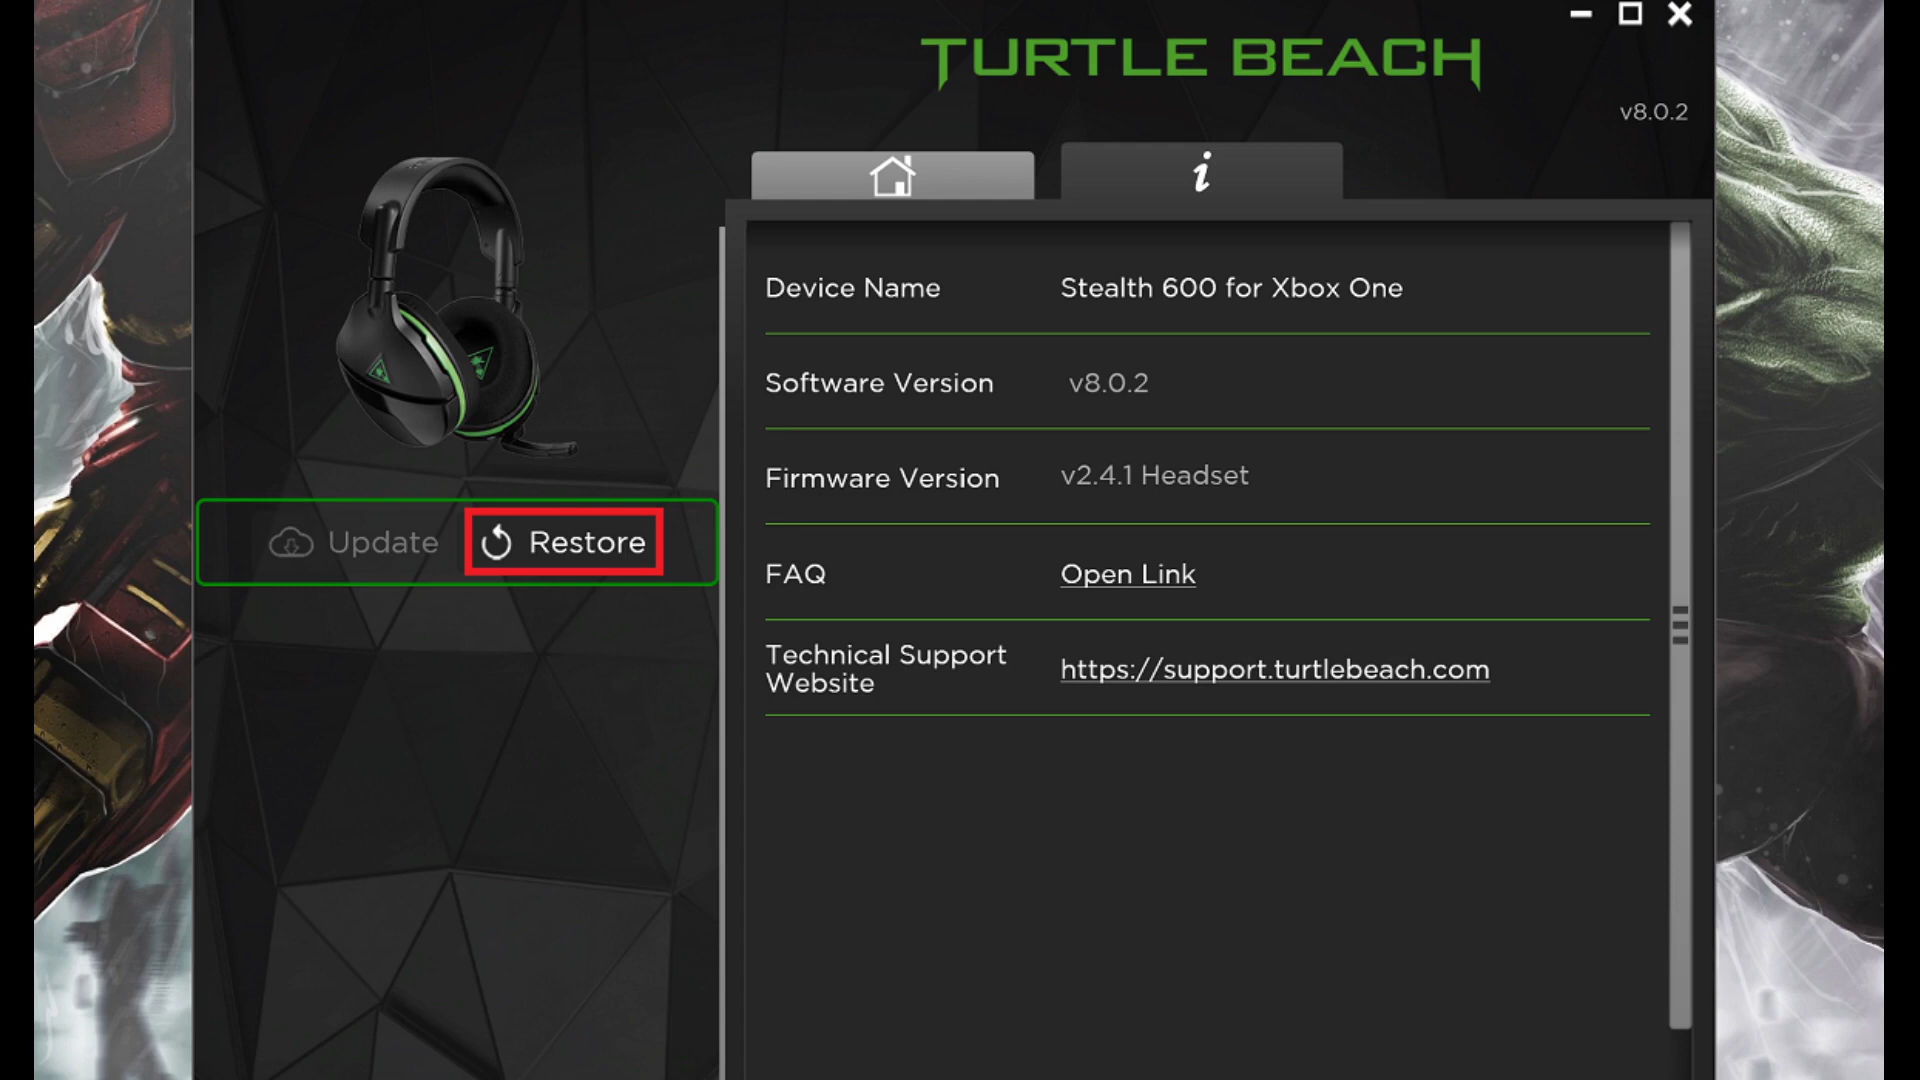 TURTLE BEACH
v8.0.2
i
Device Name Stealth 600 for Xbox One
Software Version v8.0.2
Firmware Version v2.4.1 Headset
Update Restore
FAQ Open Link
Technical Support
Website https://support.turtlebeach.com